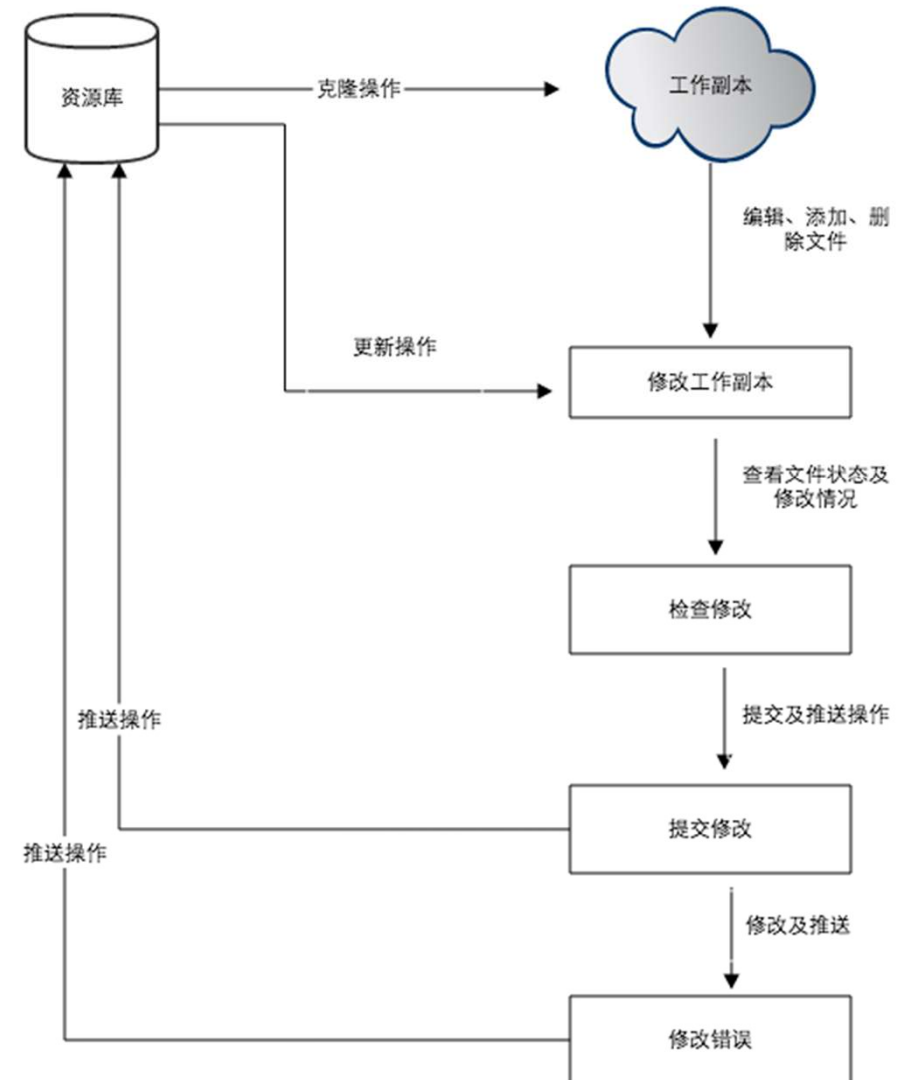 资源库
克隆操作
工作副本
编辑、添加、删
除文件
更新操作
修改工作副本
查看文件状态及
修改情况
检查修改
推送操作
提交及推送操作
提交修改
推送操作
修改及推送
修改错误